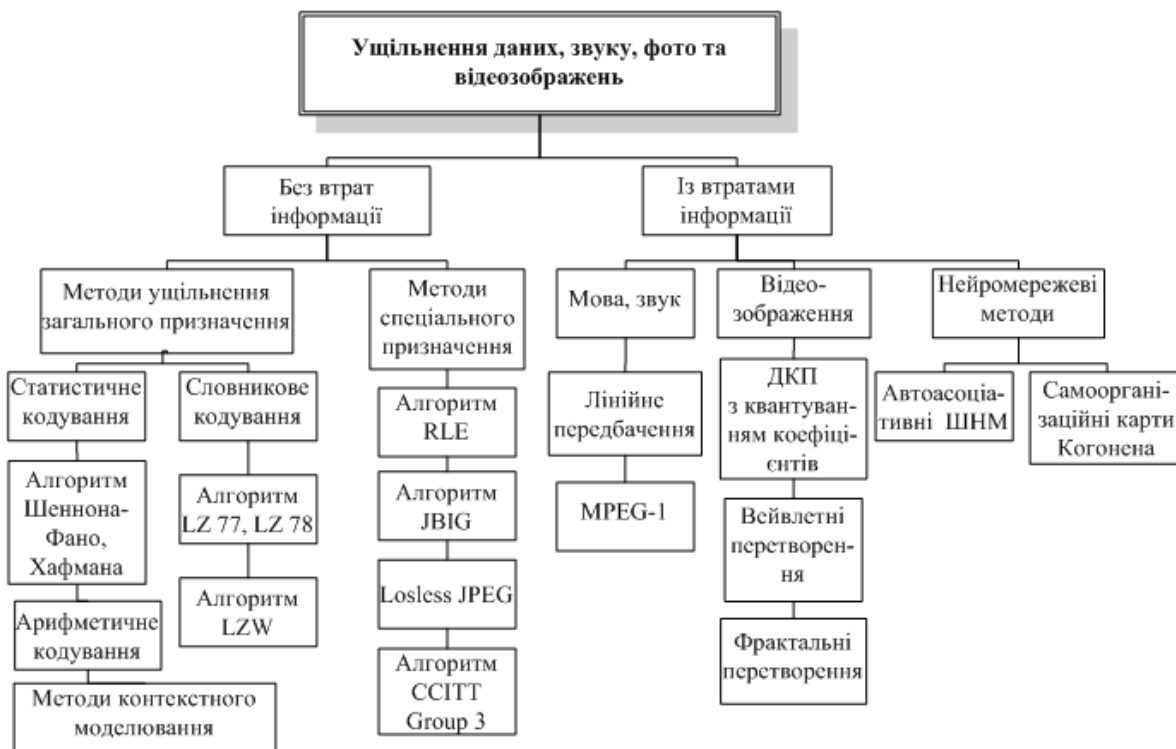 Ущільнення даних, звуку, фото та
відеозображень
Без втрат
інформації
Із втратами
інформації
Методи ущільнення
загального призначення
Методи
спеціального
призначення
Мова, звук
Відео-
зображення
Нейромережеві
методи
Статистичне
кодування
Словникове
кодування
Алгоритм
RLE
Лінійне
передбачення
ДКП
з квантуван-
ням коефіці-
єнтів
Автоасоціа-
тивні ШНМ
Самооргані-
заційні карти
Когонена
Алгоритм
Шеннона-
Фано,
Хафмана
Алгоритм
LZ 77, LZ 78
Алгоритм
JBIG
MPEG-1
Вейвлетні
перетворен-
ня
Арифметичне
кодування
Алгоритм
LZW
Losless JPEG
Фрактальні
перетворення
Методи контекстного
моделювання
Алгоритм
CCITT
Group 3